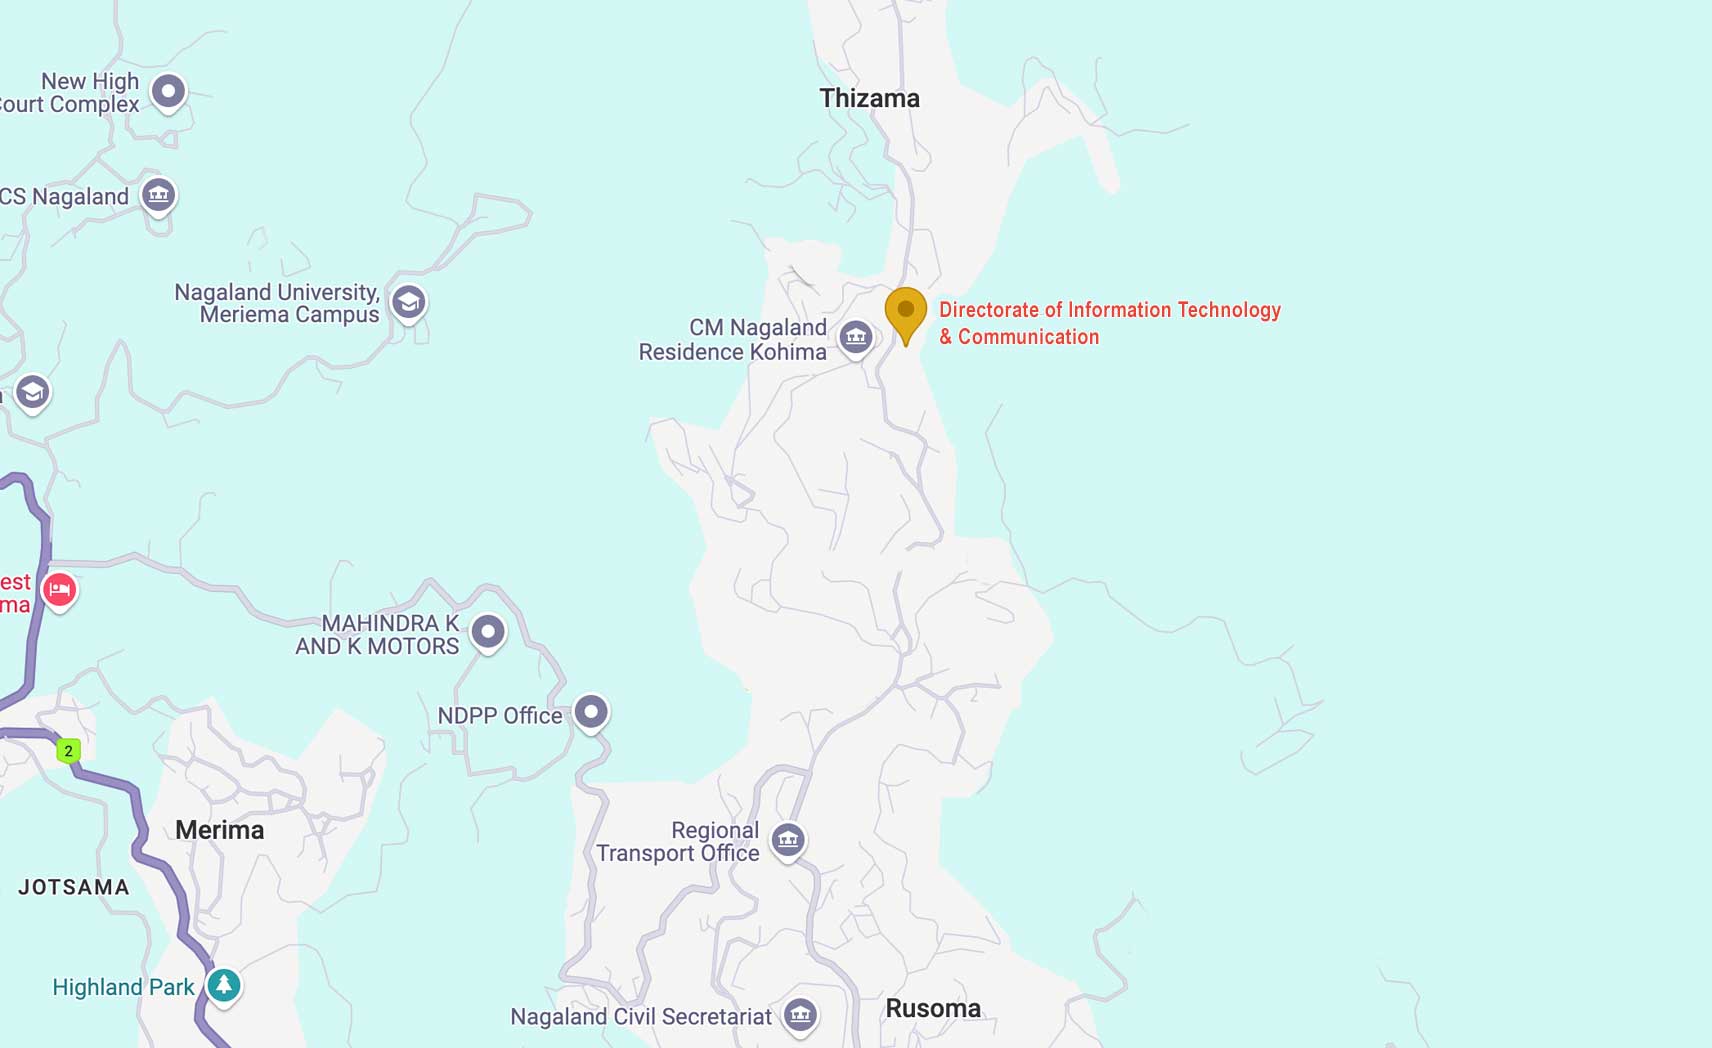 New High
Court Complex
Thizama
CS Nagaland
Nagaland University,
Meriema Campus
Directorate of Information Technology
& Communication
CM Nagaland
Residence Kohima
est
ma
MAHINDRA K
AND K MOTORS
NDPP Office
2
Merima
Regional
Transport Office
JOTSAMA
Highland Park
Nagaland Civil Secretariat
Rusoma